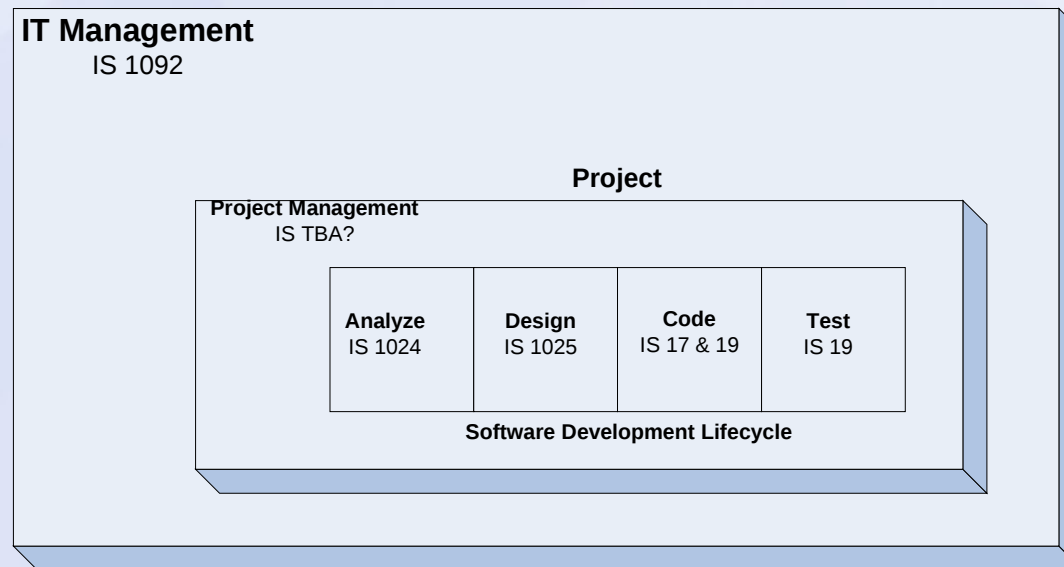 IT Management
IS 1092
Project
Project Management
IS TBA?
Analyze
IS 1024
Design
IS 1025
Code
IS 17 & 19
Test
IS 19
Software Development Lifecycle